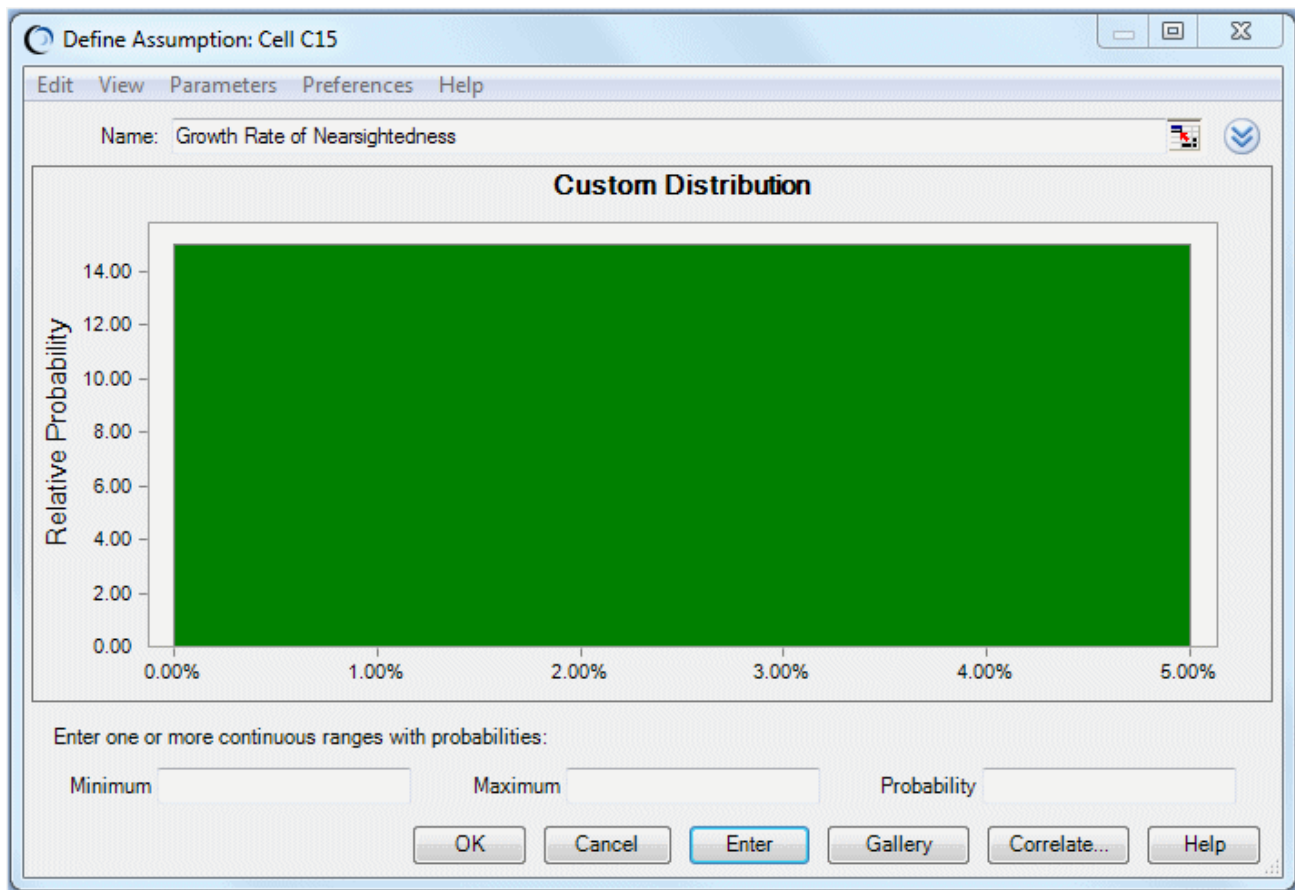 Define Assumption: Cell C15
Edit View Parameters Preferences Help
Name: Growth Rate of Nearsightedness
Custom Distribution
Relative Probability
14.00
12.00
10.00
8.00
6.00
4.00
2.00
0.00
0.00% 1.00% 2.00% 3.00% 4.00% 5.00%
Enter one or more continuous ranges with probabilities:
Minimum Maximum Probability
OK Cancel Enter Gallery Correlate... Help